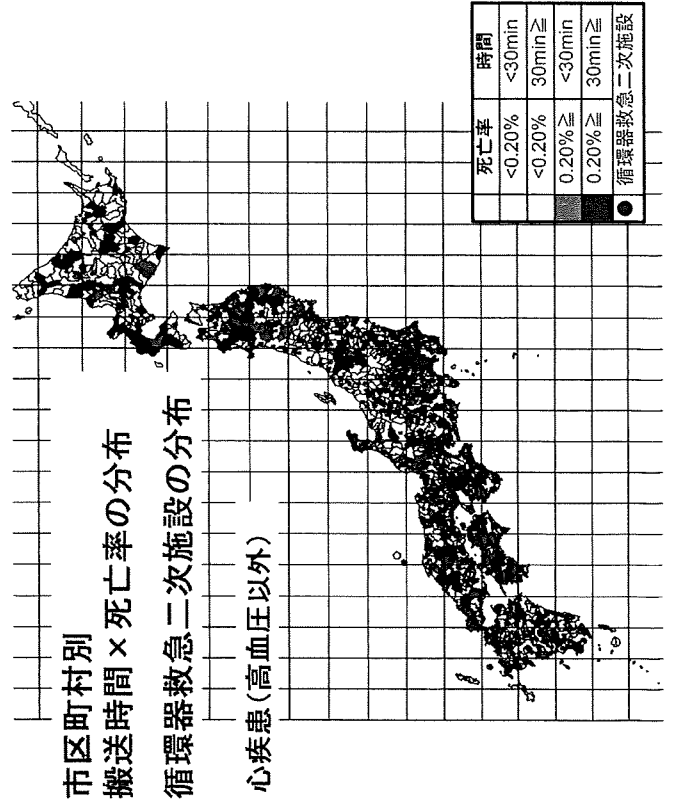 市区町村別
搬送時間×死亡率の分布
循環器救急二次施設の分布
心疾患(高血圧以外)
死亡率 時間
<0.20% <30min
<0.20% 30min≧
0.20%≧ <30min
0.20%≧ 30min≧
循環器救急二次施設